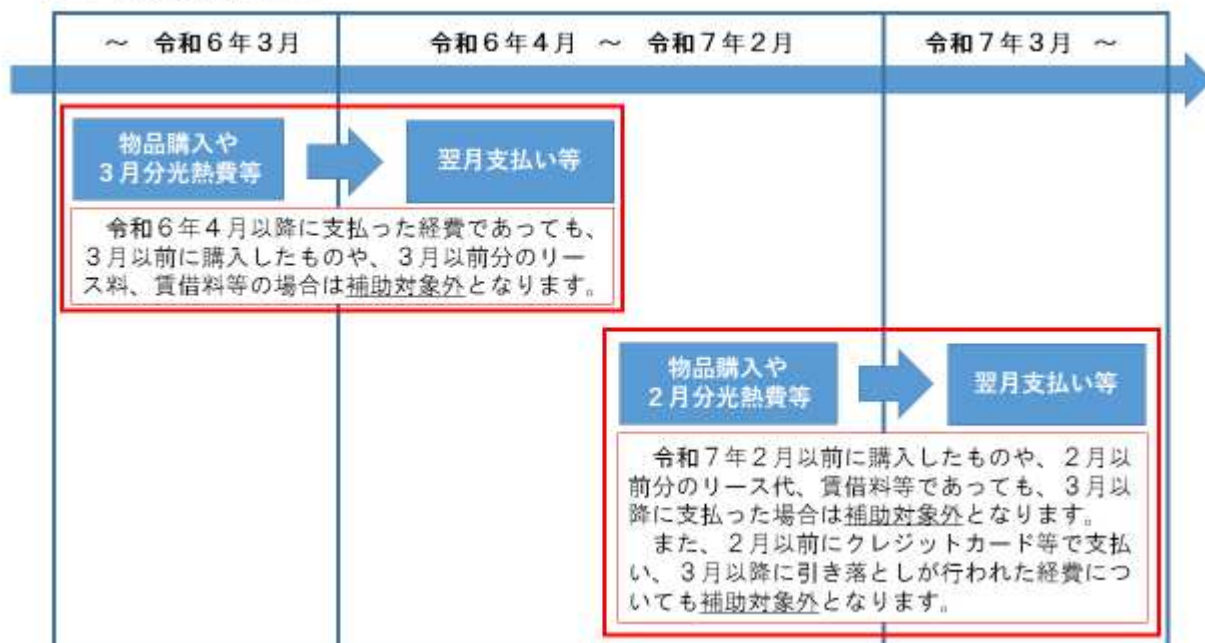 ～ 令和６年３月
令和６年４月 ～ 令和７年２月
令和７年３月 ～
物品購入や
３月分光熱費等
翌月支払い等
令和６年４月以降に支払った経費であっても、
３月以前に購入したものや、３月以前分のリー
ス料、賃借料等の場合は補助対象外となります。
物品購入や
２月分光熱費等
翌月支払い等
令和７年２月以前に購入したものや、２月以
前分のリース代、賃借料等であっても、３月以
降に支払った場合は補助対象外となります。
また、２月以前にクレジットカード等で支払
い、３月以降に引き落としが行われた経費につ
いても補助対象外となります。